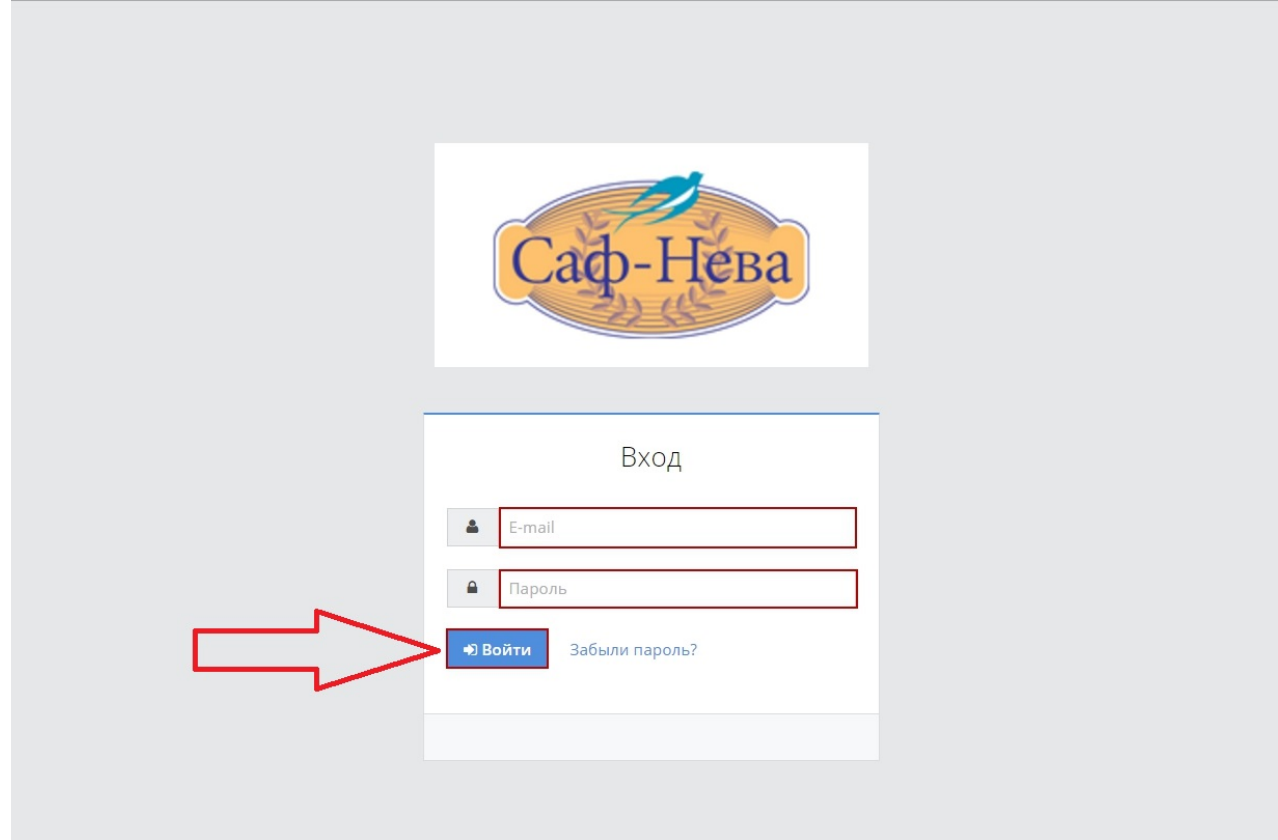 Саф-Нева
Вход
E-mail
Пароль
Войти Забыли пароль?